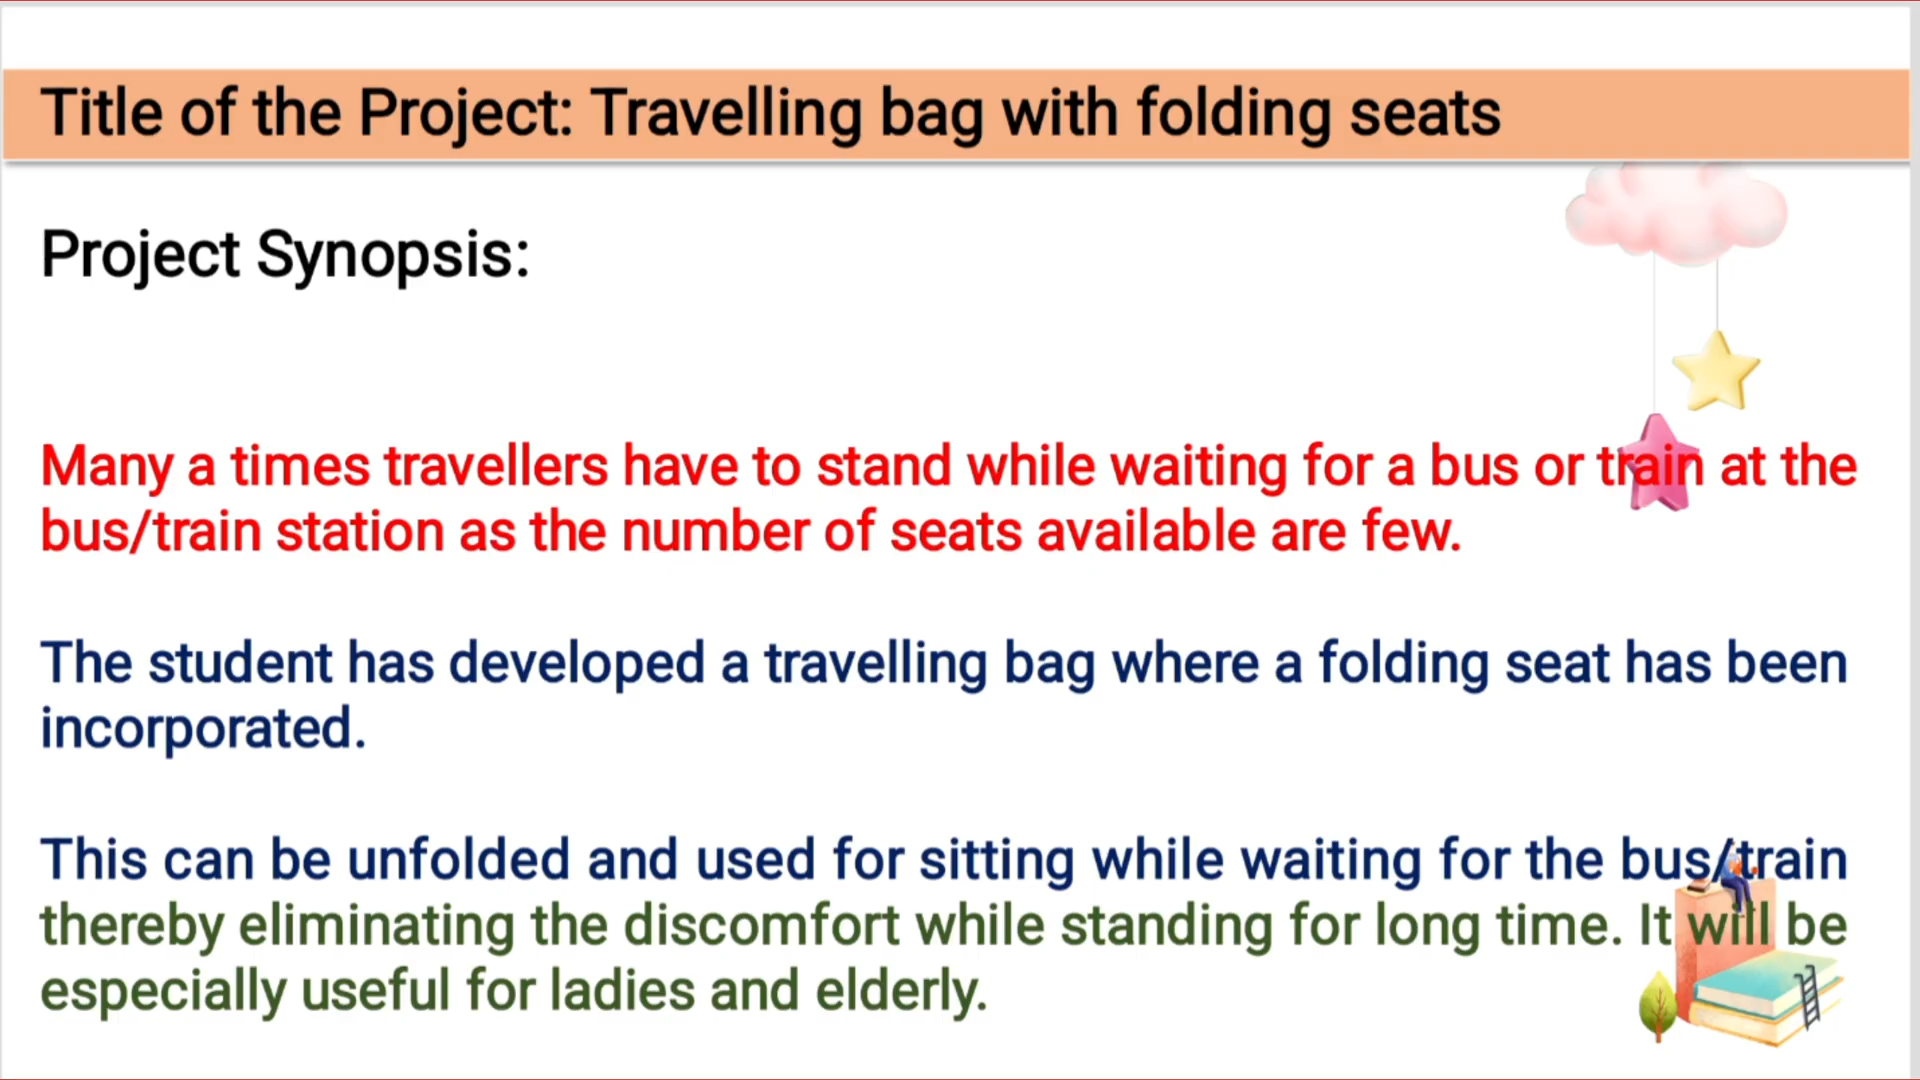 Title of the Project: Travelling bag with folding seats
Project Synopsis:
Many a times travellers have to stand while waiting for a bus or train at the
bus/train station as the number of seats available are few.
The student has developed a travelling bag where a folding seat has been
incorporated.
This can be unfolded and used for sitting while waiting for the bus/train
thereby eliminating the discomfort while standing for long time. It will be
especially useful for ladies and elderly.